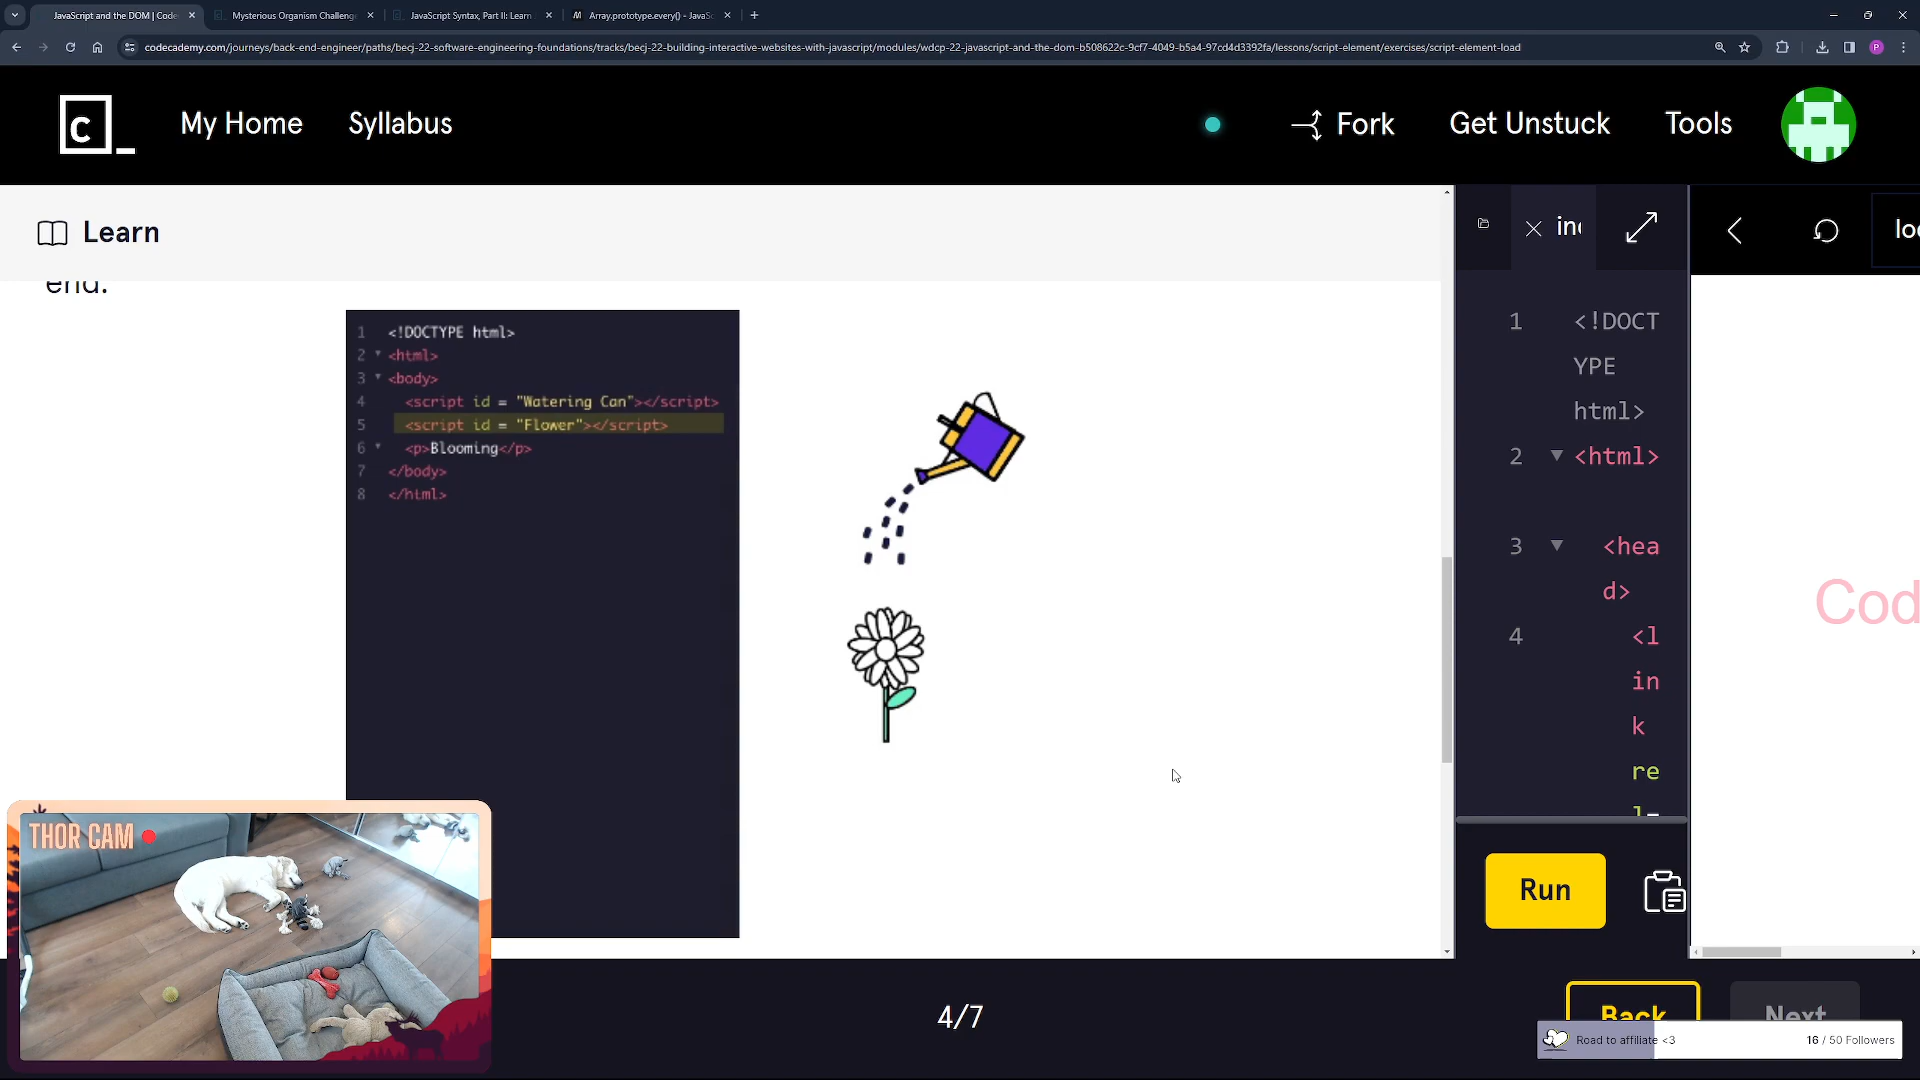 JavaScript and the DOM | Code
Mysterious Organism Challenge
JavaScript Syntax, Part II: Learn
Array.prototype.every() - JavaSc
codecademy.com/journeys/back-end-engineer/paths/becj-22-software-engineering-foundations/tracks/becj-22-building-interactive-websites-with-javascript/modules/wdcp-22-javascript-and-the-dom-b508622c-9cf7-4049-b5a4-97cd4d3392fa/lessons/script-element/exercises/script-element-load
P
c
My Home
Syllabus
Fork
Get Unstuck
Tools
Learn
end.
1 <!DOCTYPE html>
2 <html>
3 <body>
4 <script id = "Watering Can"></script>
5 <script id = "Flower"></script>
6 <p>Blooming</p>
7 </body>
8 </html>
1 <!DOCT
YPE
html>
2 <html>
3 <hea
d>
4 <l
in
k
re
l=
Cod
Run
THOR CAM
4/7
Back
Next
Road to affiliate <3
16 / 50 Followers